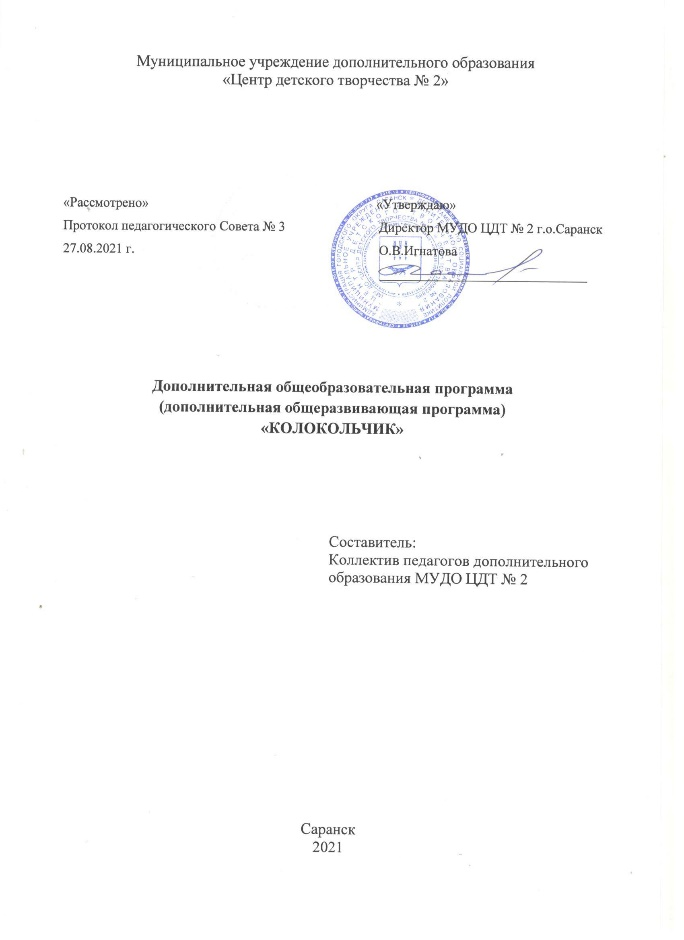 Муниципальное учреждение дополнительного образования
«Центр детского творчества № 2»
«Рассмотрено»
Протокол педагогического Совета № 3
27.08.2021 г.
«Утверждаю»
Директор МУДО ЦДТ № 2 г.о.Саранск
О.В.Игнатова
Дополнительная общеобразовательная программа
(дополнительная общеразвивающая программа)
«КОЛОКОЛЬЧИК»
Составитель:
Коллектив педагогов дополнительного
образования МУДО ЦДТ № 2
Саранск
2021